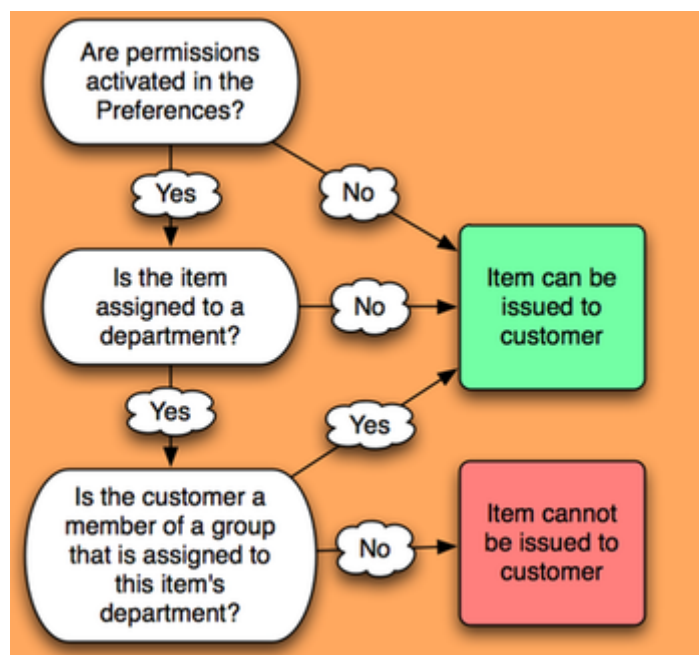 Are permissions
activated in the
Preferences?
Yes
No
Is the item
assigned to a
department?
No
Item can be
issued to
customer
Yes
Yes
Is the customer a
member of a group
that is assigned to
this item's
department?
No
Item cannot
be issued to
customer